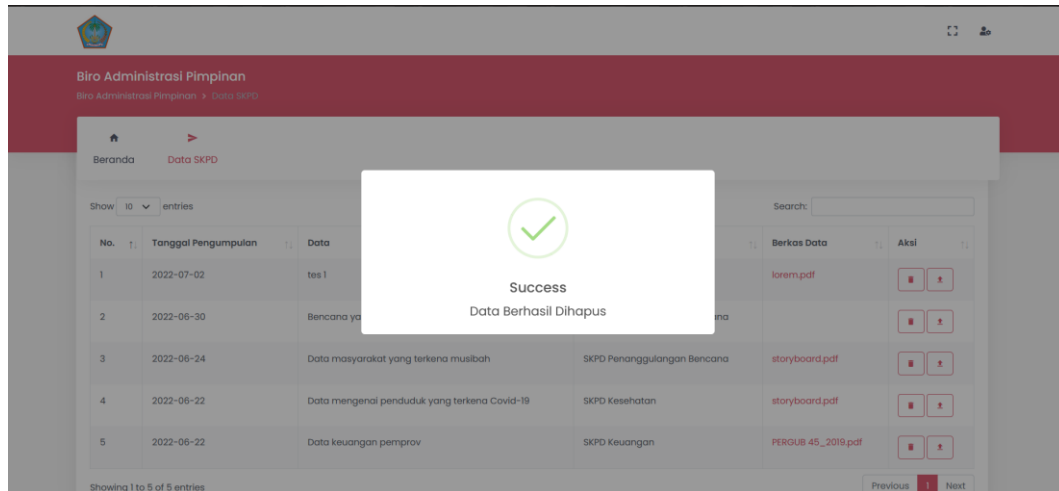 Biro Administrasi Pimpinan
Biro Administrasi Pimpinan > Data SKPD
Beranda Data SKPD
Show 10 entries Search:
No. Tanggal Pengumpulan Data Berkas Data Aksi
1 2022-07-02 tes 1 lorem.pdf
Success
2 2022-06-30 Bencana
Data Berhasil Dihapus
3 2022-06-24 Data masyarakat yang terkena musibah SKPD Penanggulangan Bencana storyboard.pdf
4 2022-06-22 Data mengenai penduduk yang terkena Covid-19 SKPD Kesehatan storyboard.pdf
5 2022-06-22 Data keuangan pemprov SKPD Keuangan PERGUB 45_2019.pdf
Showing 1 to 5 of 5 entries Previous 1 Next